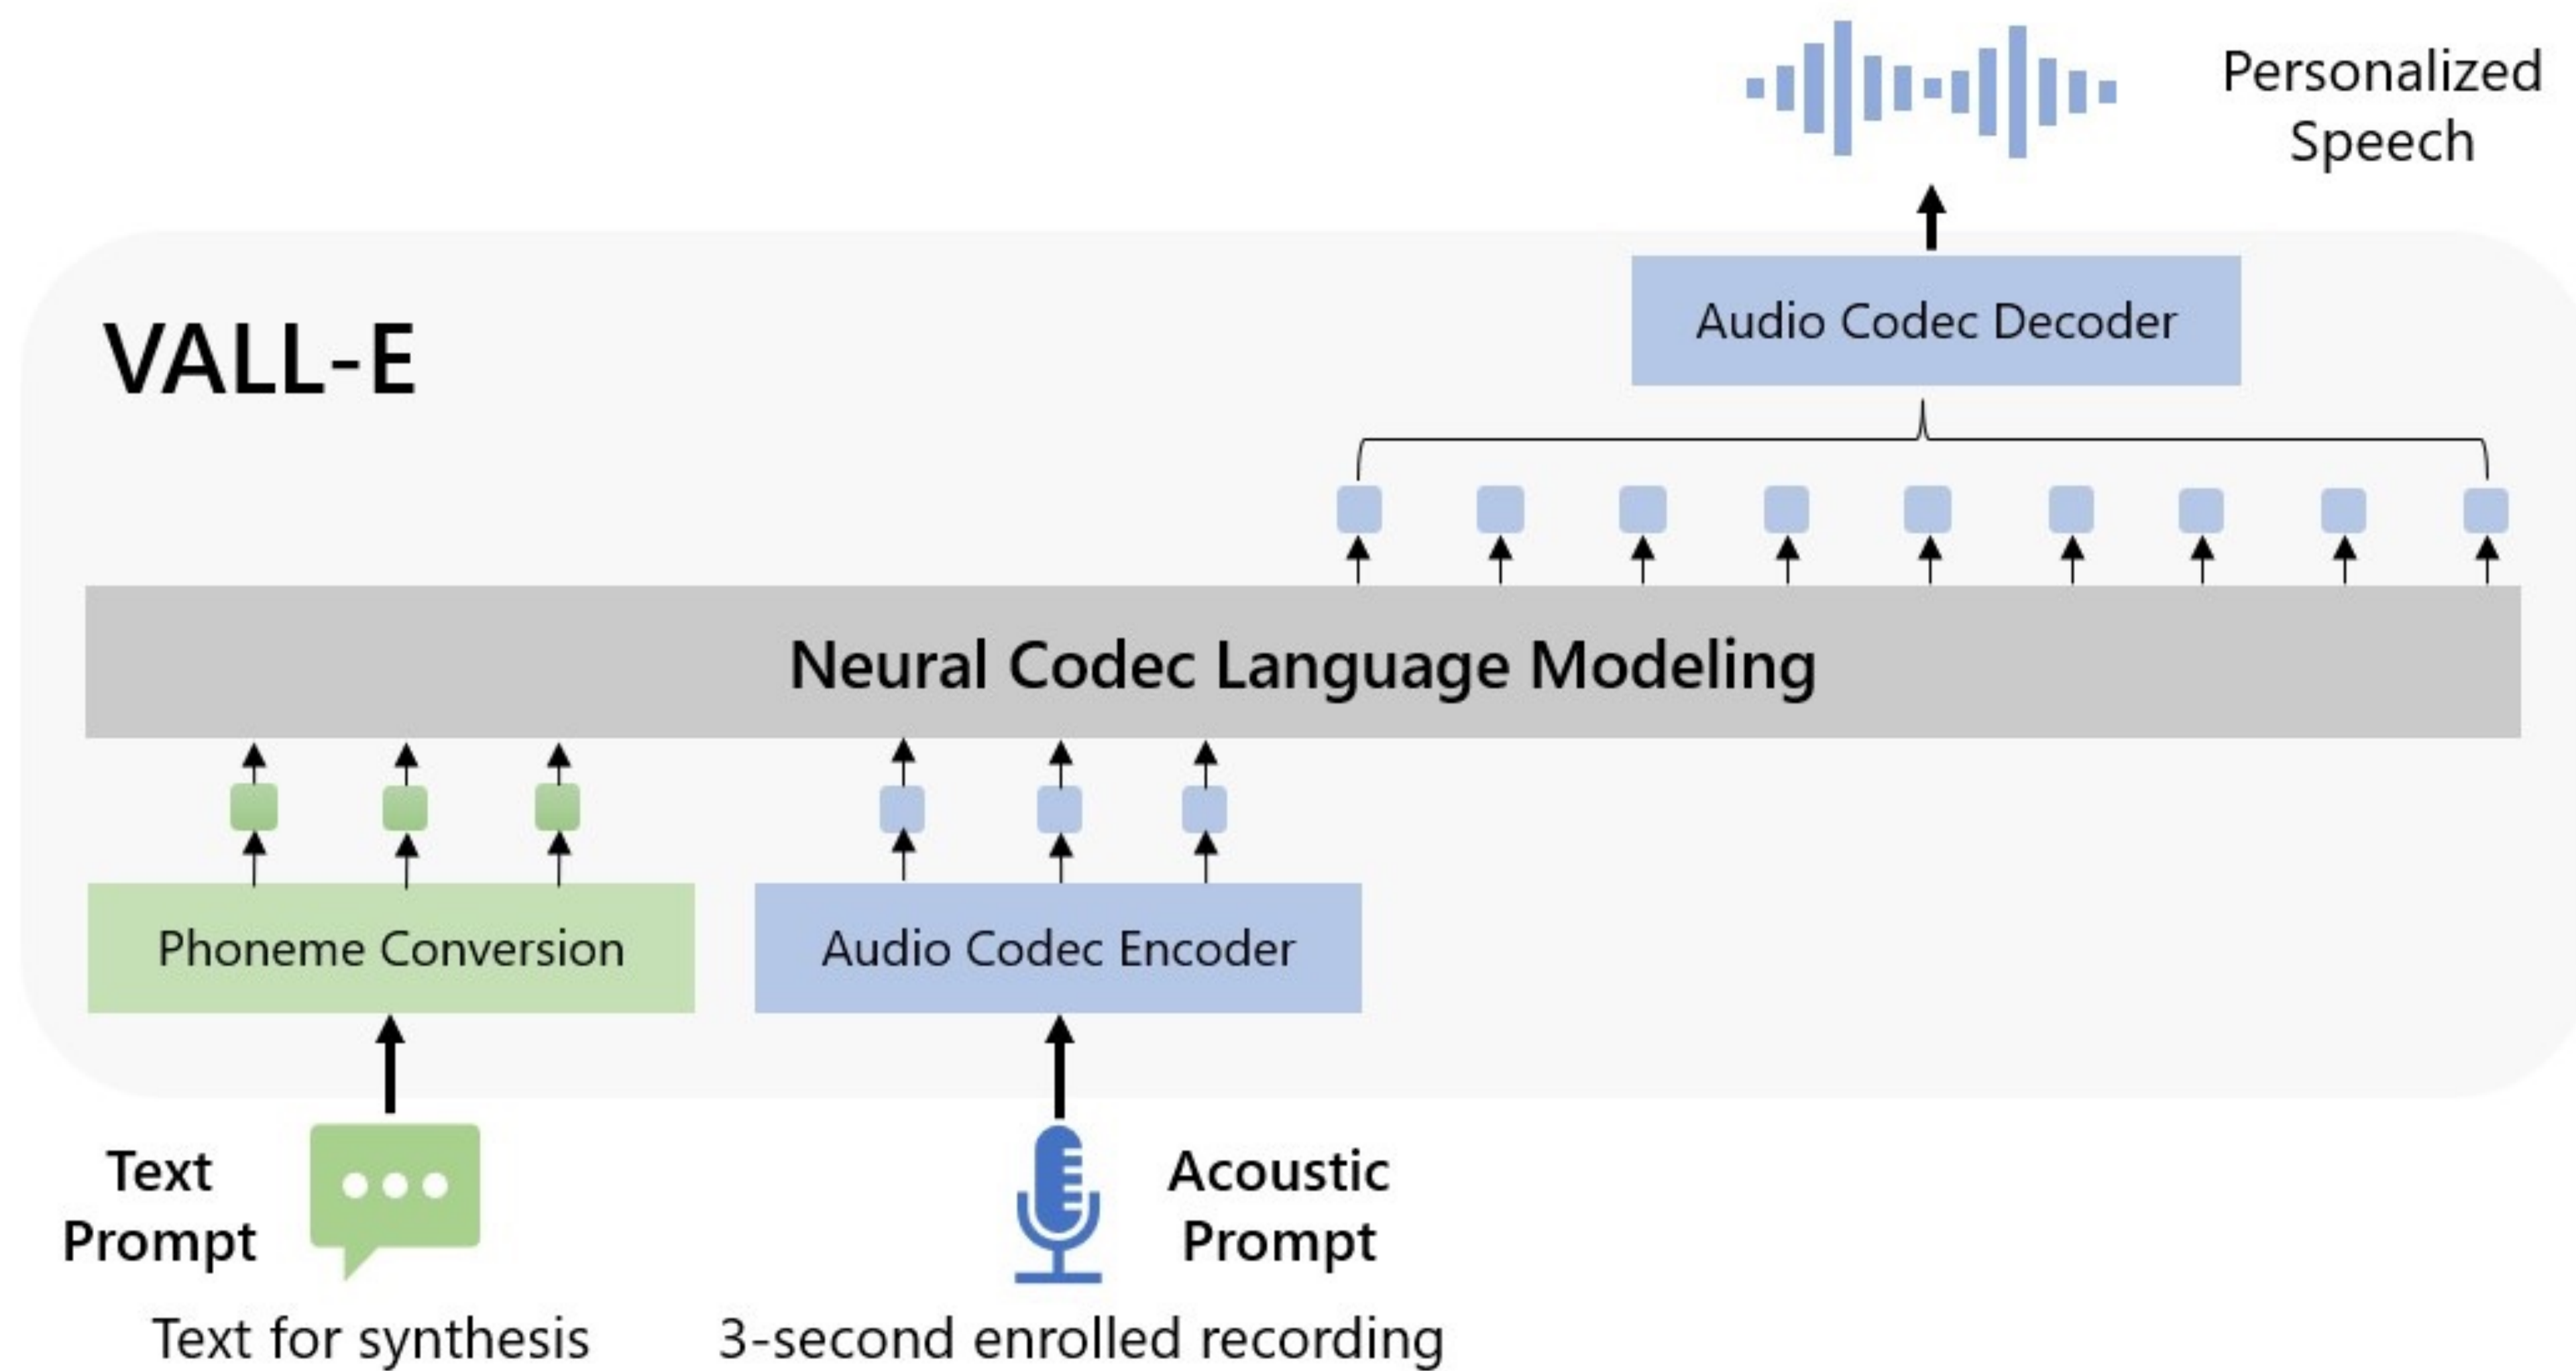 Personalized
Speech
Audio Codec Decoder
VALL-E
Neural Codec Language Modeling
Phoneme Conversion
Audio Codec Encoder
Text
Prompt
Acoustic
Prompt
Text for synthesis
3-second enrolled recording